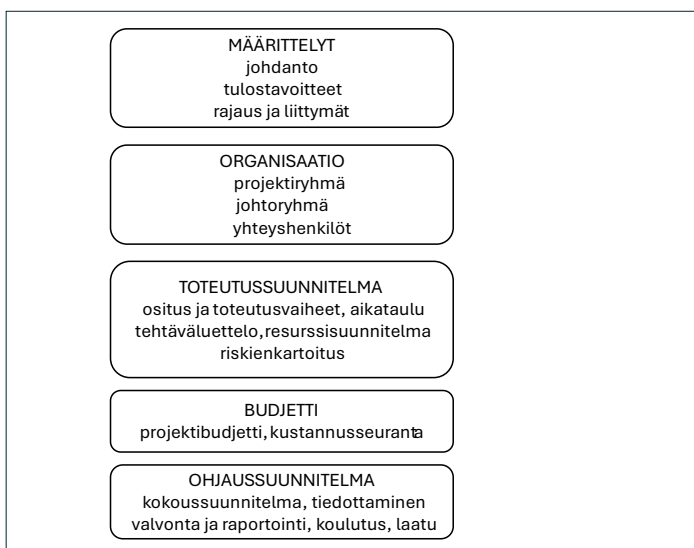 MÄÄRITTELYT
johdanto
tulostavoitteet
rajaus ja liittymät
ORGANISAATIO
projektiryhmä
johtoryhmä
yhteyshenkilöt
TOTEUTUSSUUNNITELMA
ositus ja toteutusvaiheet, aikataulu
tehtäväluettelo, resurssisuunnitelma
riskienkartoitus
BUDJETTI
projektibudjetti, kustannusseuranta
OHJAUSSUUNNITELMA
kokoussuunnitelma, tiedottaminen
valvonta ja raportointi, koulutus, laatu